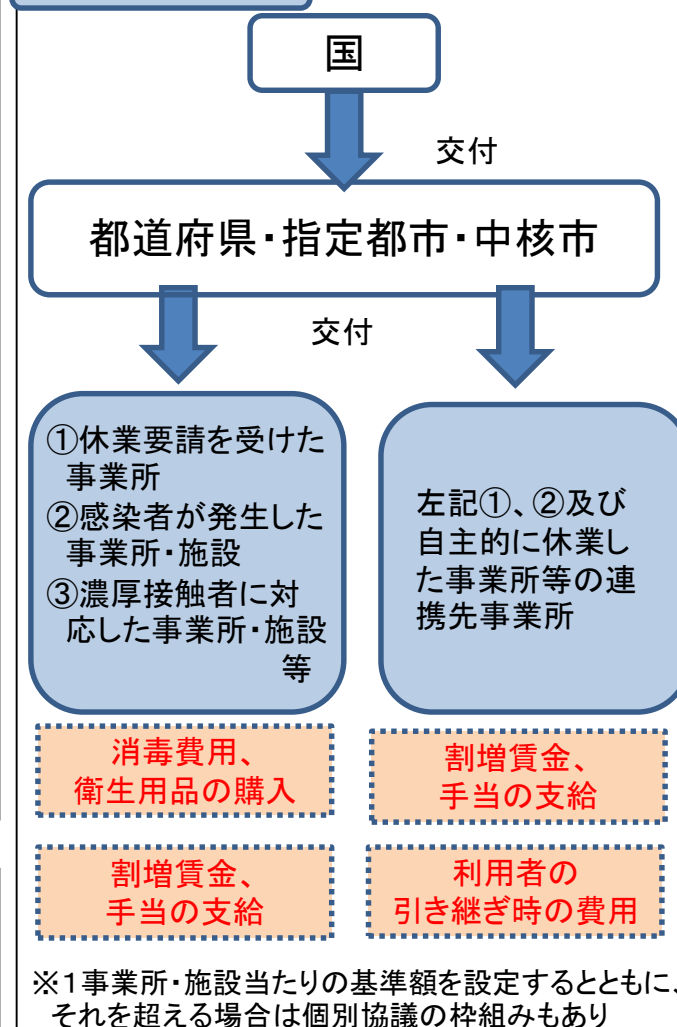 国
交付
都道府県・指定都市・中核市
交付
①休業要請を受けた
事業所
②感染者が発生した
事業所・施設
③濃厚接触者に対
応した事業所・施設
等
左記①、②及び
自主的に休業し
た事業所等の連
携先事業所
消毒費用、
衛生用品の購入
割増賃金、
手当の支給
割増賃金、
手当の支給
利用者の
引き継ぎ時の費用
※1事業所・施設当たりの基準額を設定するとともに、
それを超える場合は個別協議の枠組みもあり